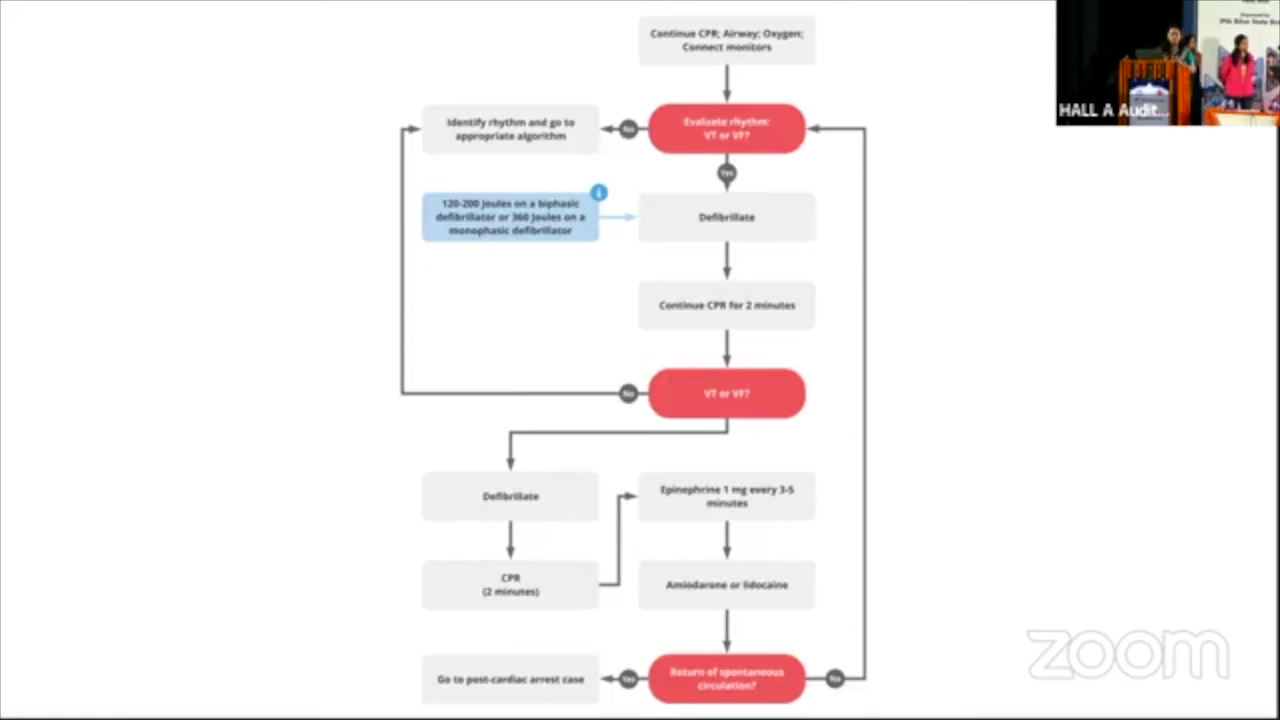 Continue CPR; Airway; Oxygen;
Connect monitors
Identify rhythm and go to
appropriate algorithm
No
Evaluate rhythm:
VT or VF?
Yes
120-200 Joules on a biphasic
defibrillator or 360 Joules on a
monophasic defibrillator
Defibrillate
Continue CPR for 2 minutes
No
VT or VF?
Defibrillate
Epinephrine 1 mg every 3-5
minutes
CPR
(2 minutes)
Amiodarone or lidocaine
Go to post-cardiac arrest case
Yes
Return of spontaneous
circulation?
No
HALL A Audit...
zoom